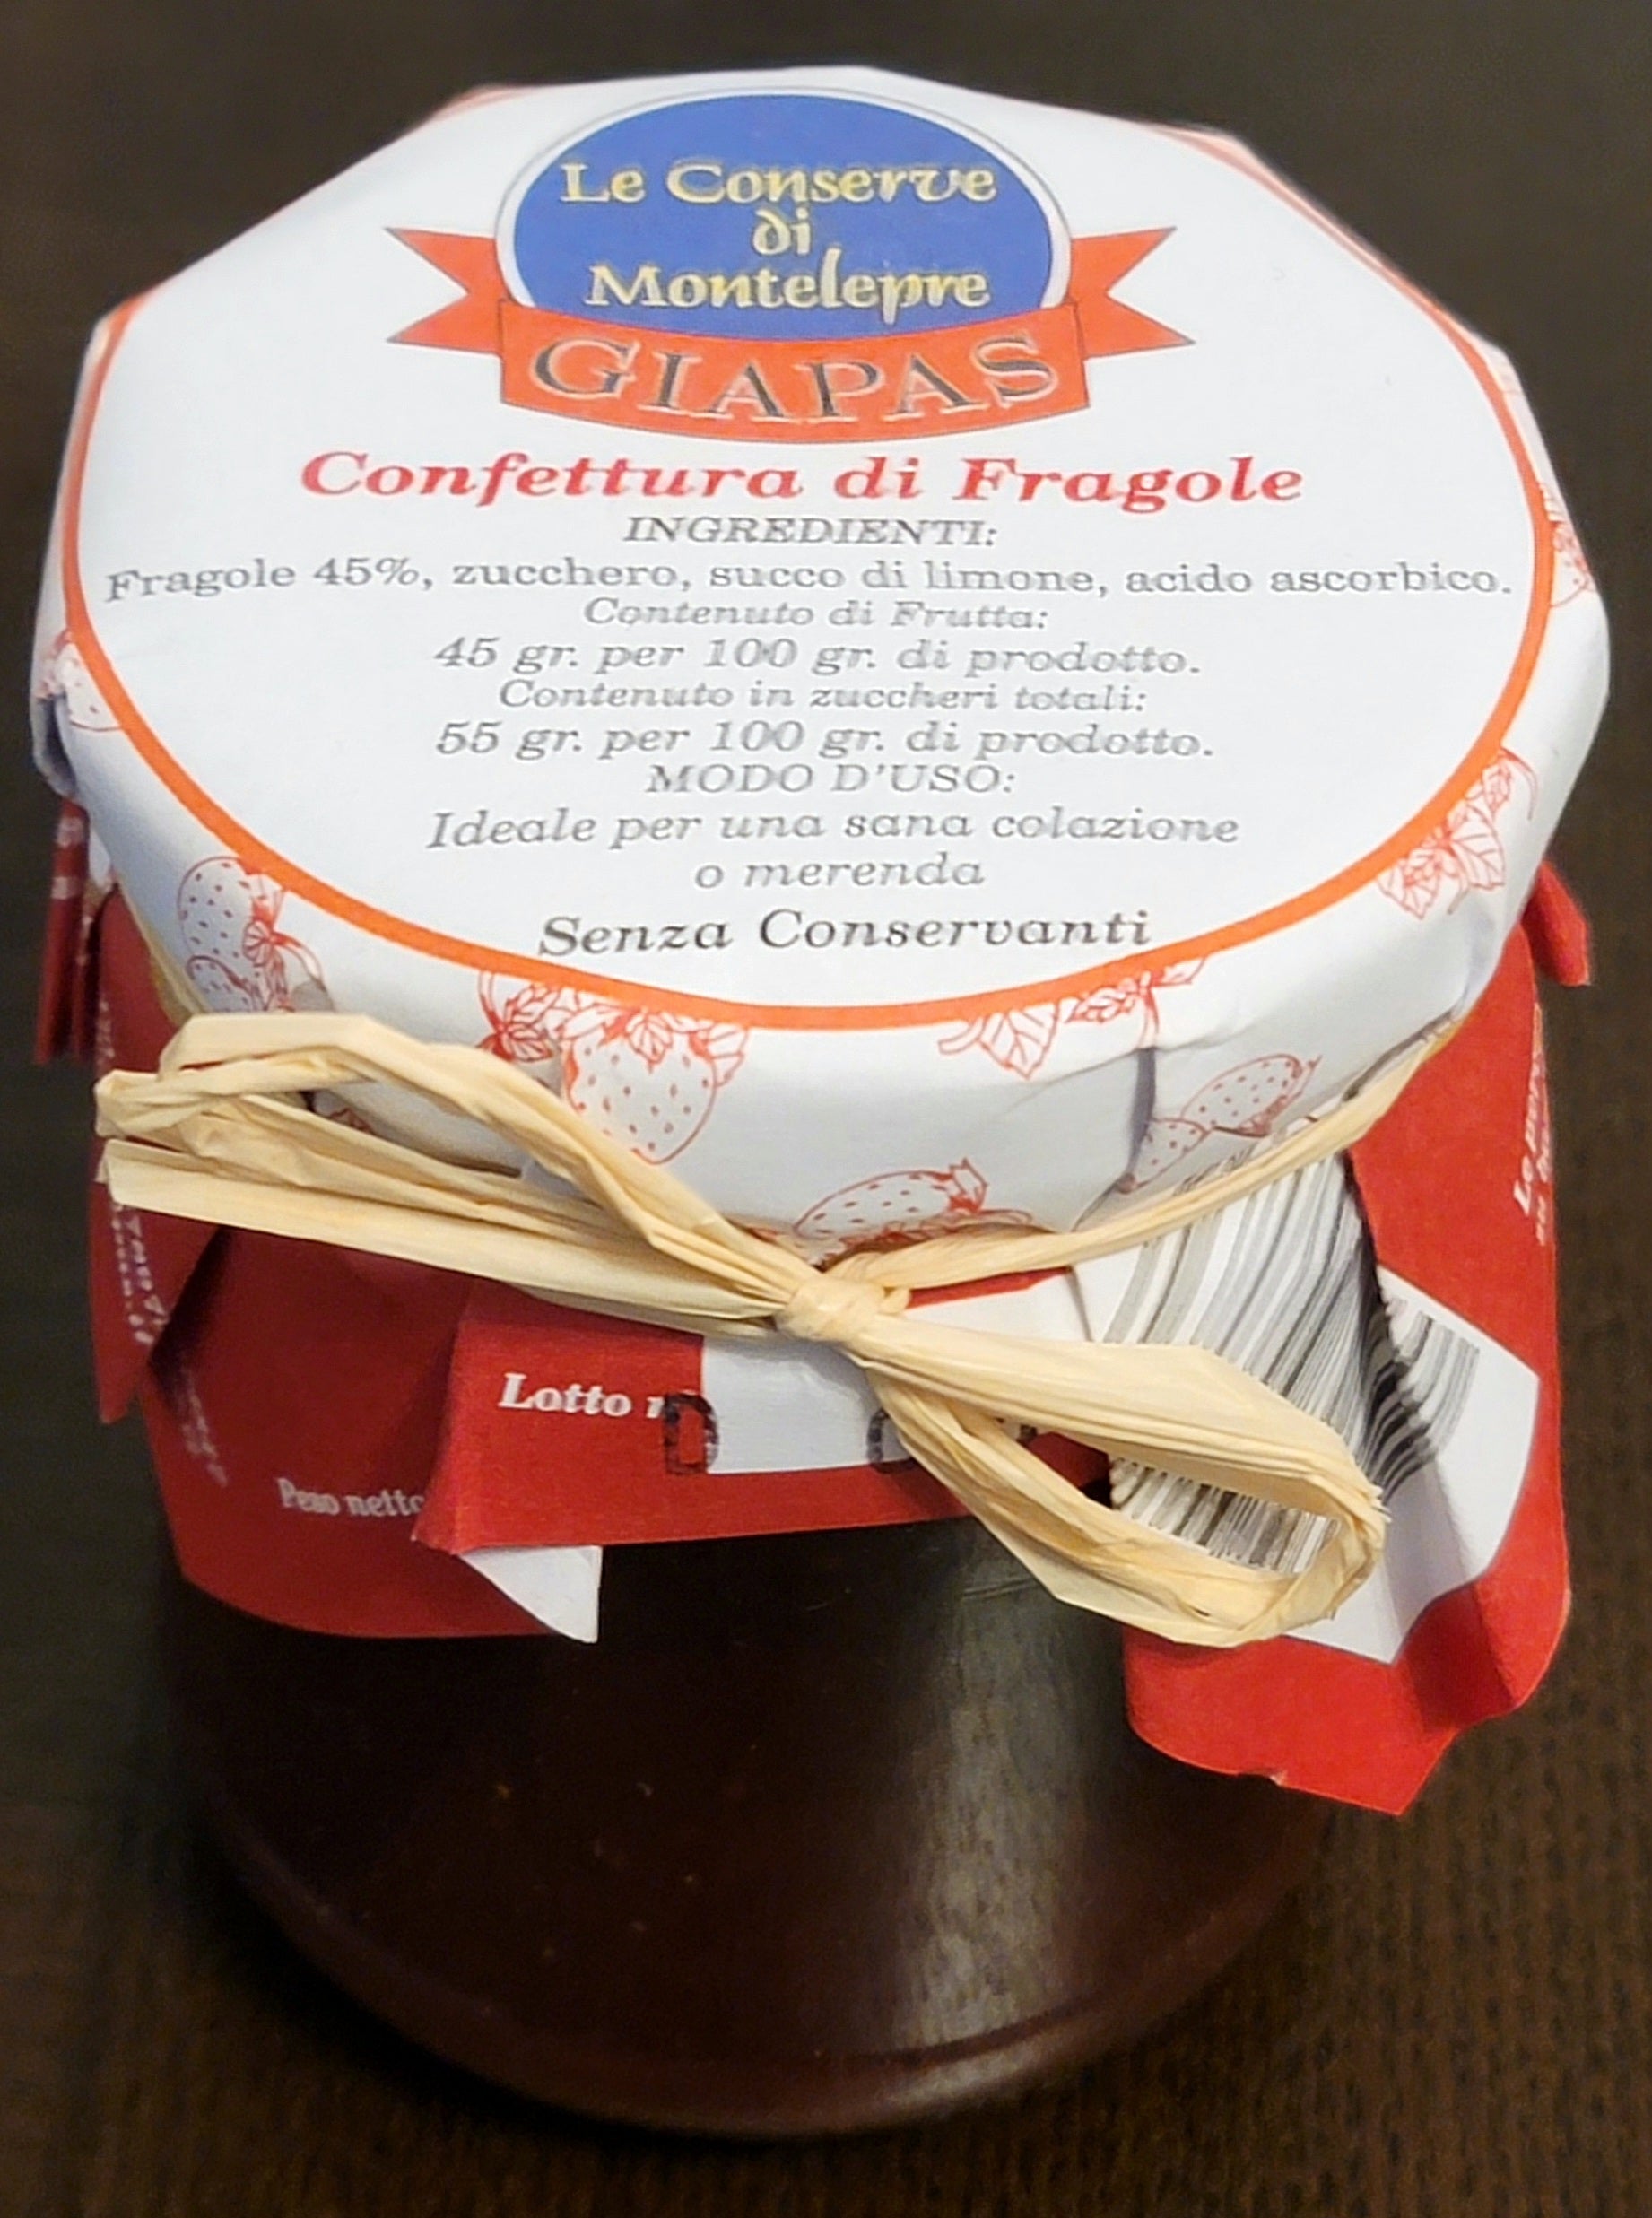 Le Conserve
di
Montelepre
GIAPAS
Confettura di Fragole
INGREDIENTI:
Fragole 45%, zucchero, succo di limone, acido ascorbico.
Contenuto di Frutta:
45 gr. per 100 gr. di prodotto.
Contenuto in zuccheri totali:
55 gr. per 100 gr. di prodotto.
MODO D'USO:
Ideale per una sana colazione
o merenda
Senza Conservanti
Lotto
Peso netto